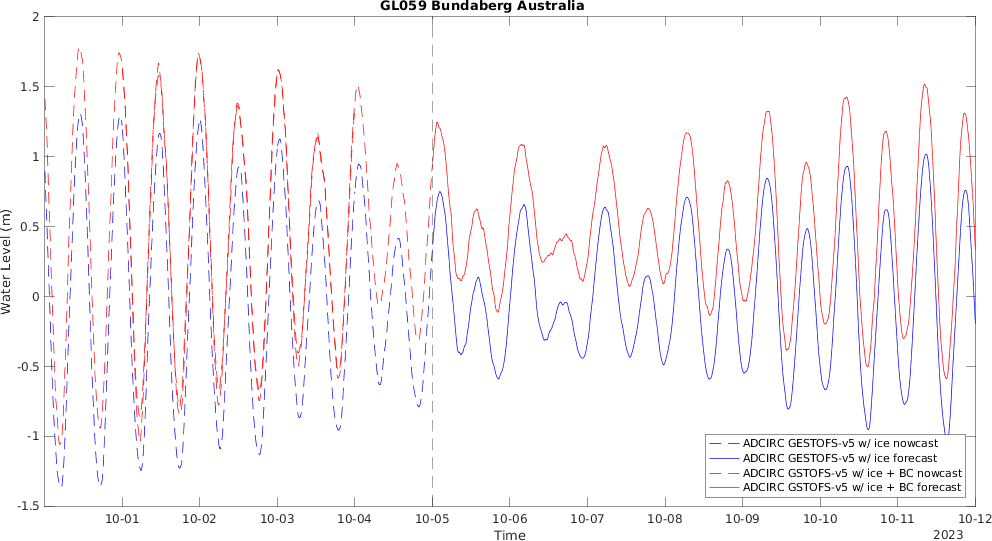 GL059 Bundaberg Australia
2
1.5
1
0.5
0
-0.5
-1
-1.5
Water Level (m)
ADCIRC GESTOFS-v5 w/ ice nowcast
ADCIRC GESTOFS-v5 w/ ice forecast
ADCIRC GSTOFS-v5 w/ ice + BC nowcast
ADCIRC GSTOFS-v5 w/ ice + BC forecast
10-01 10-02 10-03 10-04 10-05 10-06 10-07 10-08 10-09 10-10 10-11 10-12
Time
2023